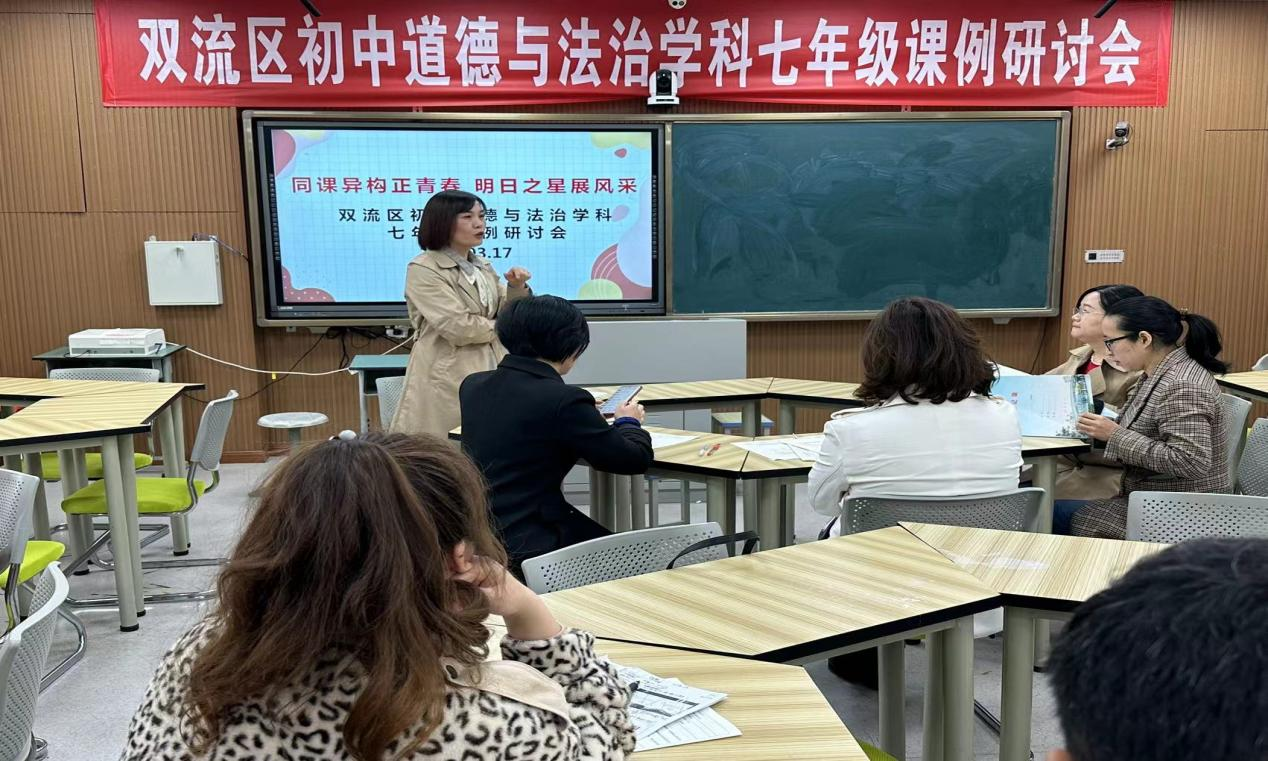 双流区初中道德与法治学科七年级课例研讨会
同课异构正青春 明日之星展风采
双流区初 德与法治学科
七年 例研讨会
03.17